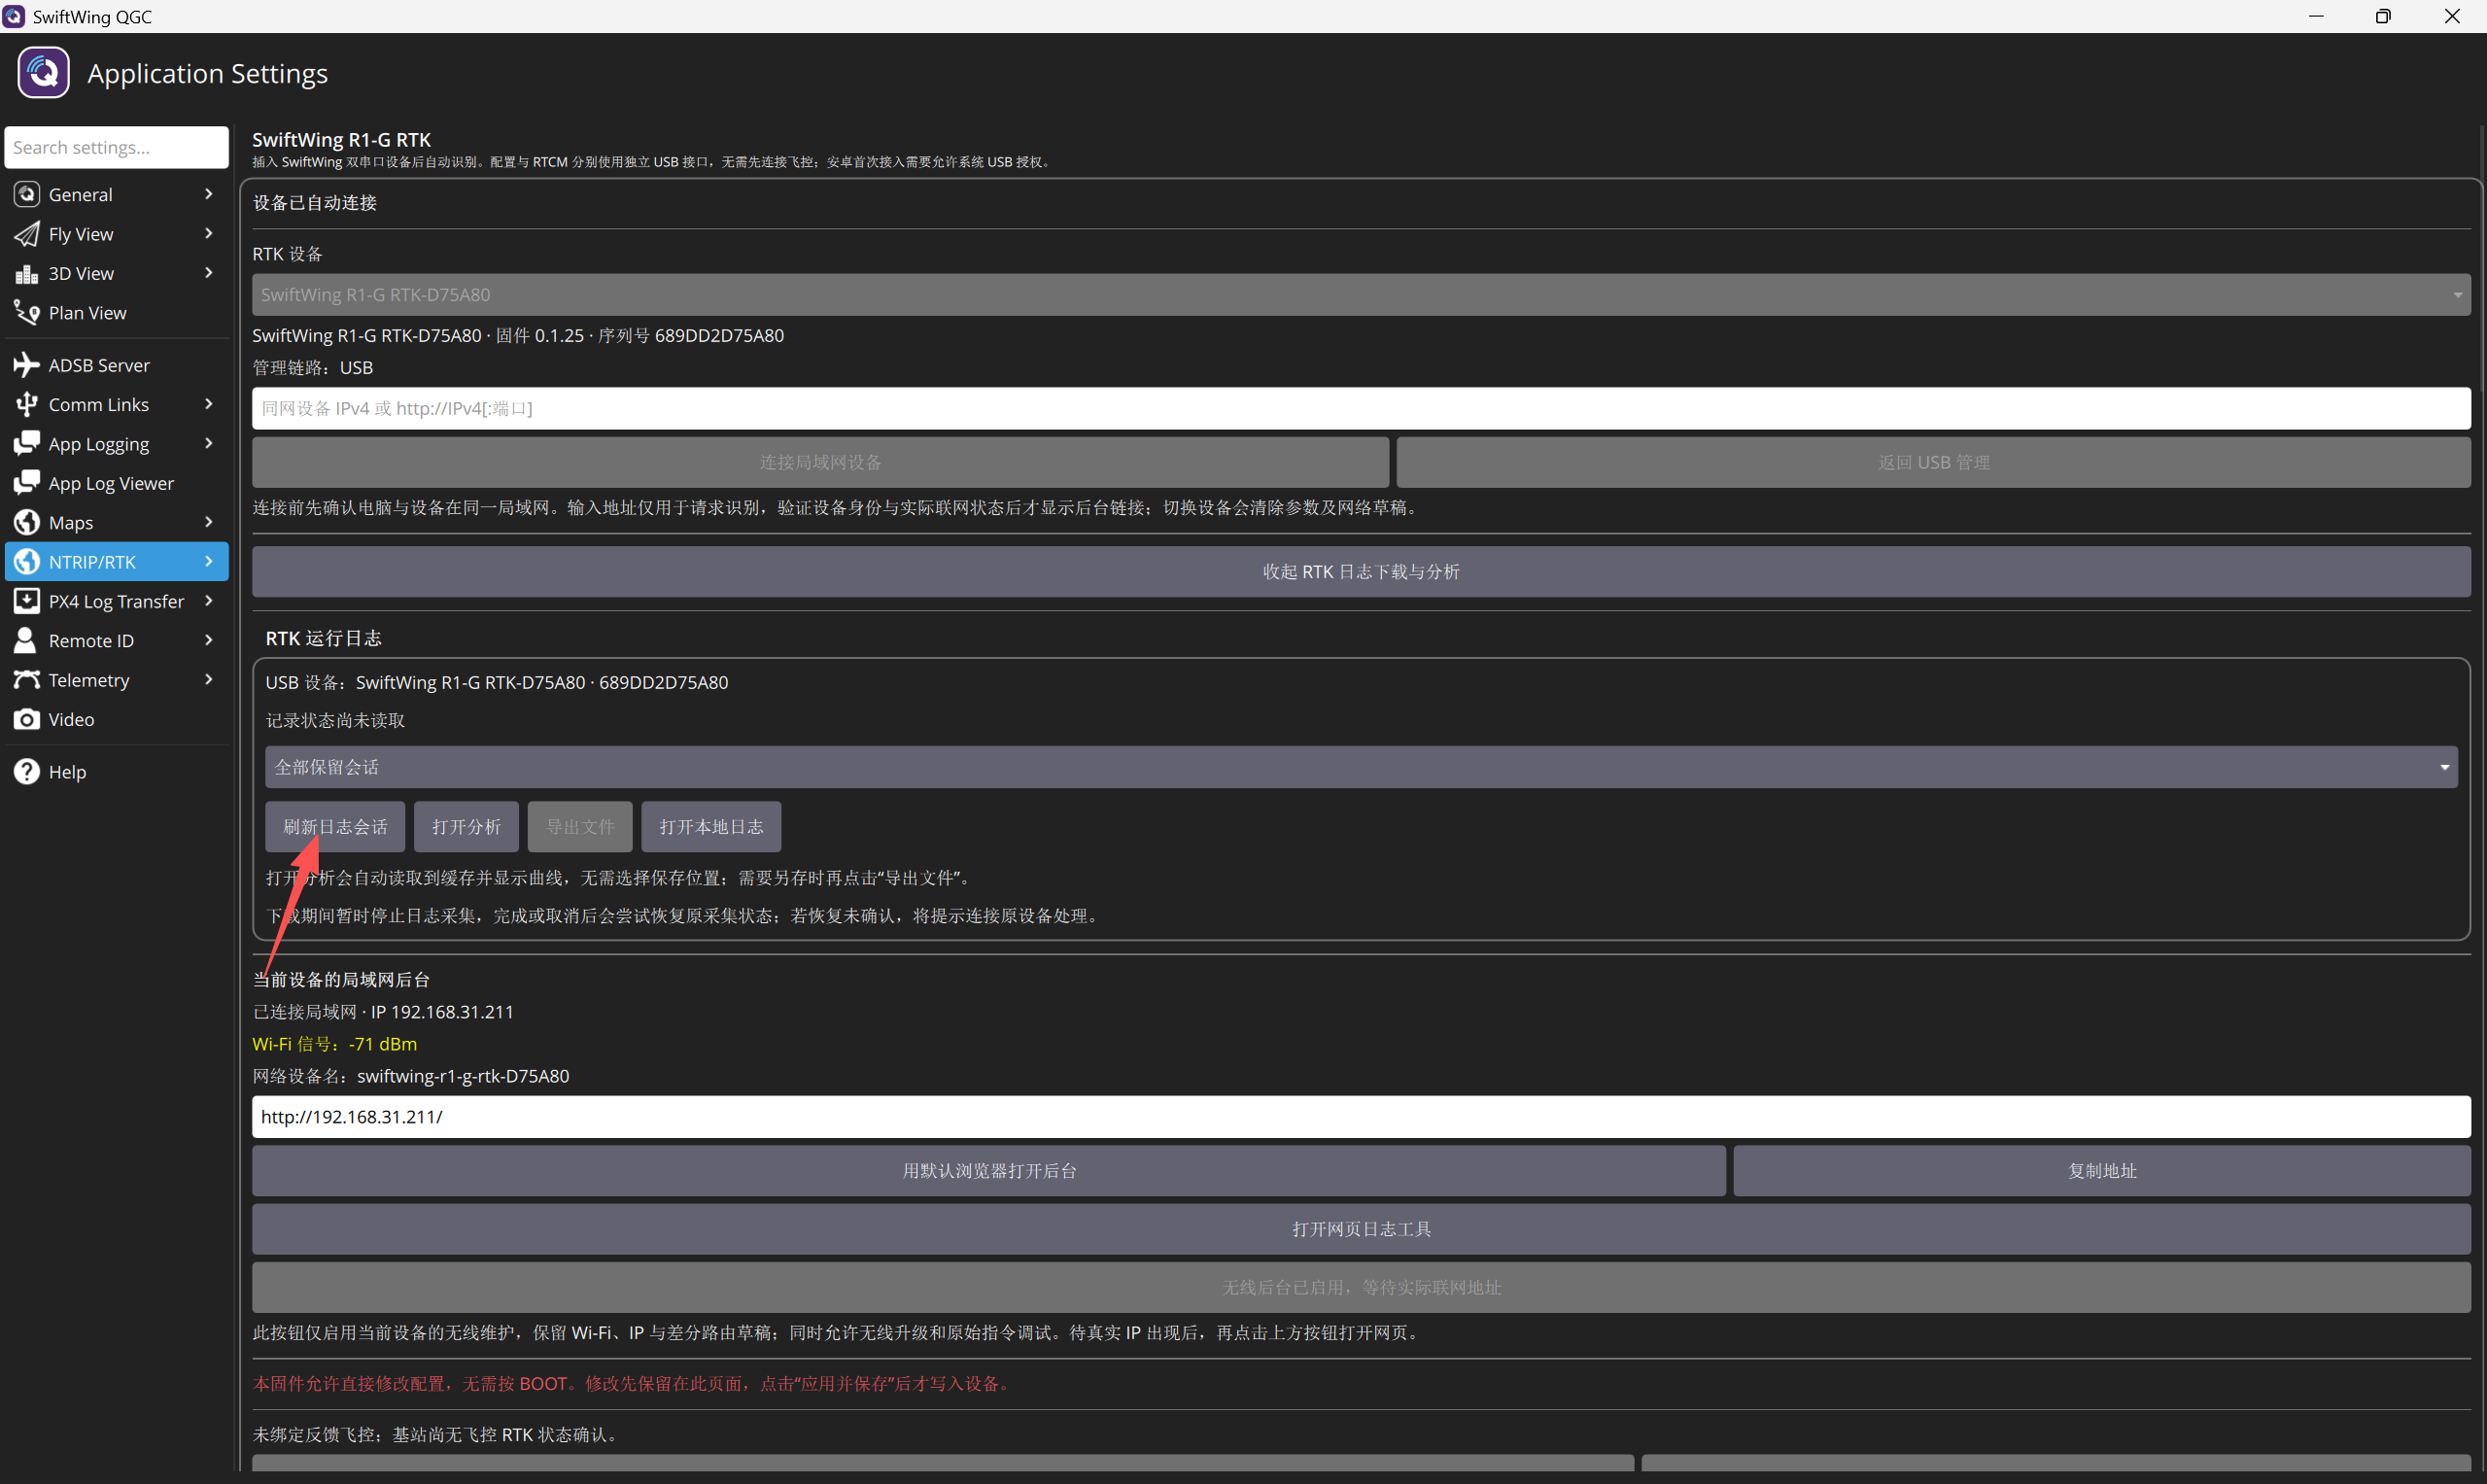 SwiftWing QGC
Application Settings
Search settings...
General
Fly View
3D View
Plan View
ADSB Server
Comm Links
App Logging
App Log Viewer
Maps
NTRIP/RTK
PX4 Log Transfer
Remote ID
Telemetry
Video
Help
SwiftWing R1-G RTK
插入 SwiftWing 双串口设备后自动识别。配置与 RTCM 分别使用独立 USB 接口，无需先连接飞控；安卓首次接入需要允许系统 USB 授权。
设备已自动连接
RTK 设备
SwiftWing R1-G RTK-D75A80
SwiftWing R1-G RTK-D75A80 · 固件 0.1.25 · 序列号 689DD2D75A80
管理链路：USB
同网设备 IPv4 或 http://IPv4[:端口]
连接局域网设备
返回 USB 管理
连接前先确认电脑与设备在同一局域网。输入地址仅用于请求识别，验证设备身份与实际联网状态后才显示后台链接；切换设备会清除参数及网络草稿。
收起 RTK 日志下载与分析
RTK 运行日志
USB 设备：SwiftWing R1-G RTK-D75A80 · 689DD2D75A80
记录状态尚未读取
全部保留会话
刷新日志会话
打开分析
导出文件
打开本地日志
打开分析会自动读取到缓存并显示曲线，无需选择保存位置；需要另存时再点击“导出文件”。
下载期间暂时停止日志采集，完成或取消后会尝试恢复原采集状态；若恢复未确认，将提示连接原设备处理。
当前设备的局域网后台
已连接局域网 · IP 192.168.31.211
Wi-Fi 信号：-71 dBm
网络设备名：swiftwing-r1-g-rtk-D75A80
http://192.168.31.211/
用默认浏览器打开后台
复制地址
打开网页日志工具
无线后台已启用，等待实际联网地址
此按钮仅启用当前设备的无线维护，保留 Wi-Fi、IP 与差分路由草稿；同时允许无线升级和原始指令调试。待真实 IP 出现后，再点击上方按钮打开网页。
本固件允许直接修改配置，无需按 BOOT。修改先保留在此页面，点击“应用并保存”后才写入设备。
未绑定反馈飞控；基站尚无飞控 RTK 状态确认。